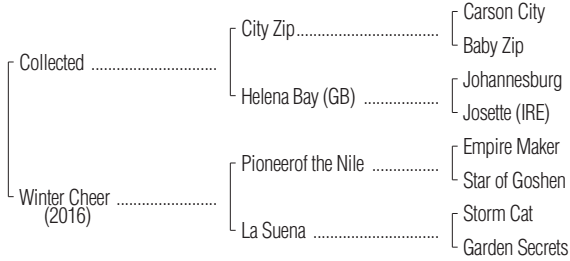 Carson City
City Zip..................
Baby Zip
Collected ................
Johannesburg
Helena Bay (GB) ..........
Josette (IRE)
Empire Maker
Pioneerof the Nile .......
Star of Goshen
Winter Cheer .............
(2016)
Storm Cat
La Suena .................
Garden Secrets